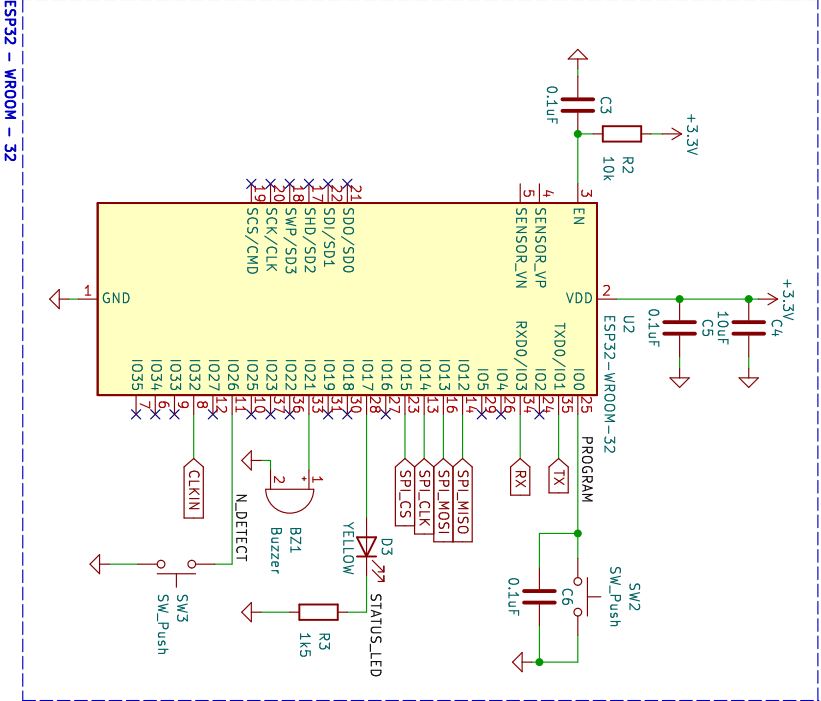 ESP32 - WROOM - 32
C3
0.1uF
+3.3V
R2
10k
19
20
18
17
22
21
5
4
3
SCS/CMD
SCK/CLK
SWP/SD3
SHD/SD2
SDI/SD1
SDO/SD0
SENSOR_VN
SENSOR_VP
EN
1
GND
VDD
2
+3.3V
U2
ESP32-WROOM-32
0.1uF
C5
10uF
C4
IO35
IO34
IO33
IO32
IO27
IO26
IO25
IO23
IO22
IO21
IO19
IO18
IO17
IO16
IO15
IO14
IO13
IO12
IO5
IO4
RXD0/IO3
IO2
TXD0/IO1
IO0
7
6
9
8
12
11
10
37
36
33
31
30
28
27
23
13
16
14
29
26
34
24
35
25
CLKIN
N_DETECT
2
+
1
BZ1
Buzzer
SPI_CS
SPI_CLK
SPI_MOSI
SPI_MISO
RX
TX
PROGRAM
D3
YELLOW
STATUS_LED
R3
1k5
SW3
SW_Push
C6
0.1uF
SW2
SW_Push